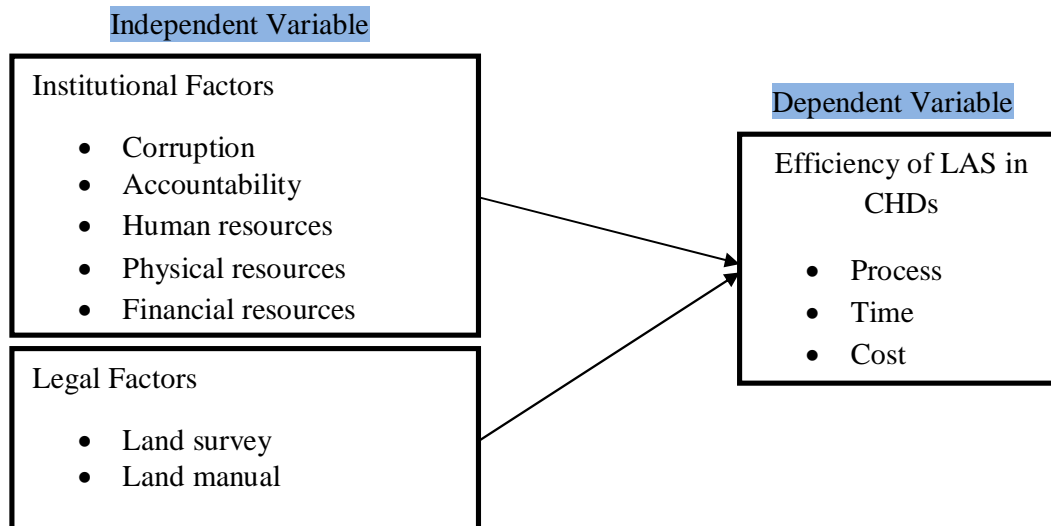 Independent Variable
Institutional Factors
• Corruption
• Accountability
• Human resources
• Physical resources
• Financial resources
Legal Factors
• Land survey
• Land manual
Dependent Variable
Efficiency of LAS in
CHDs
• Process
• Time
• Cost